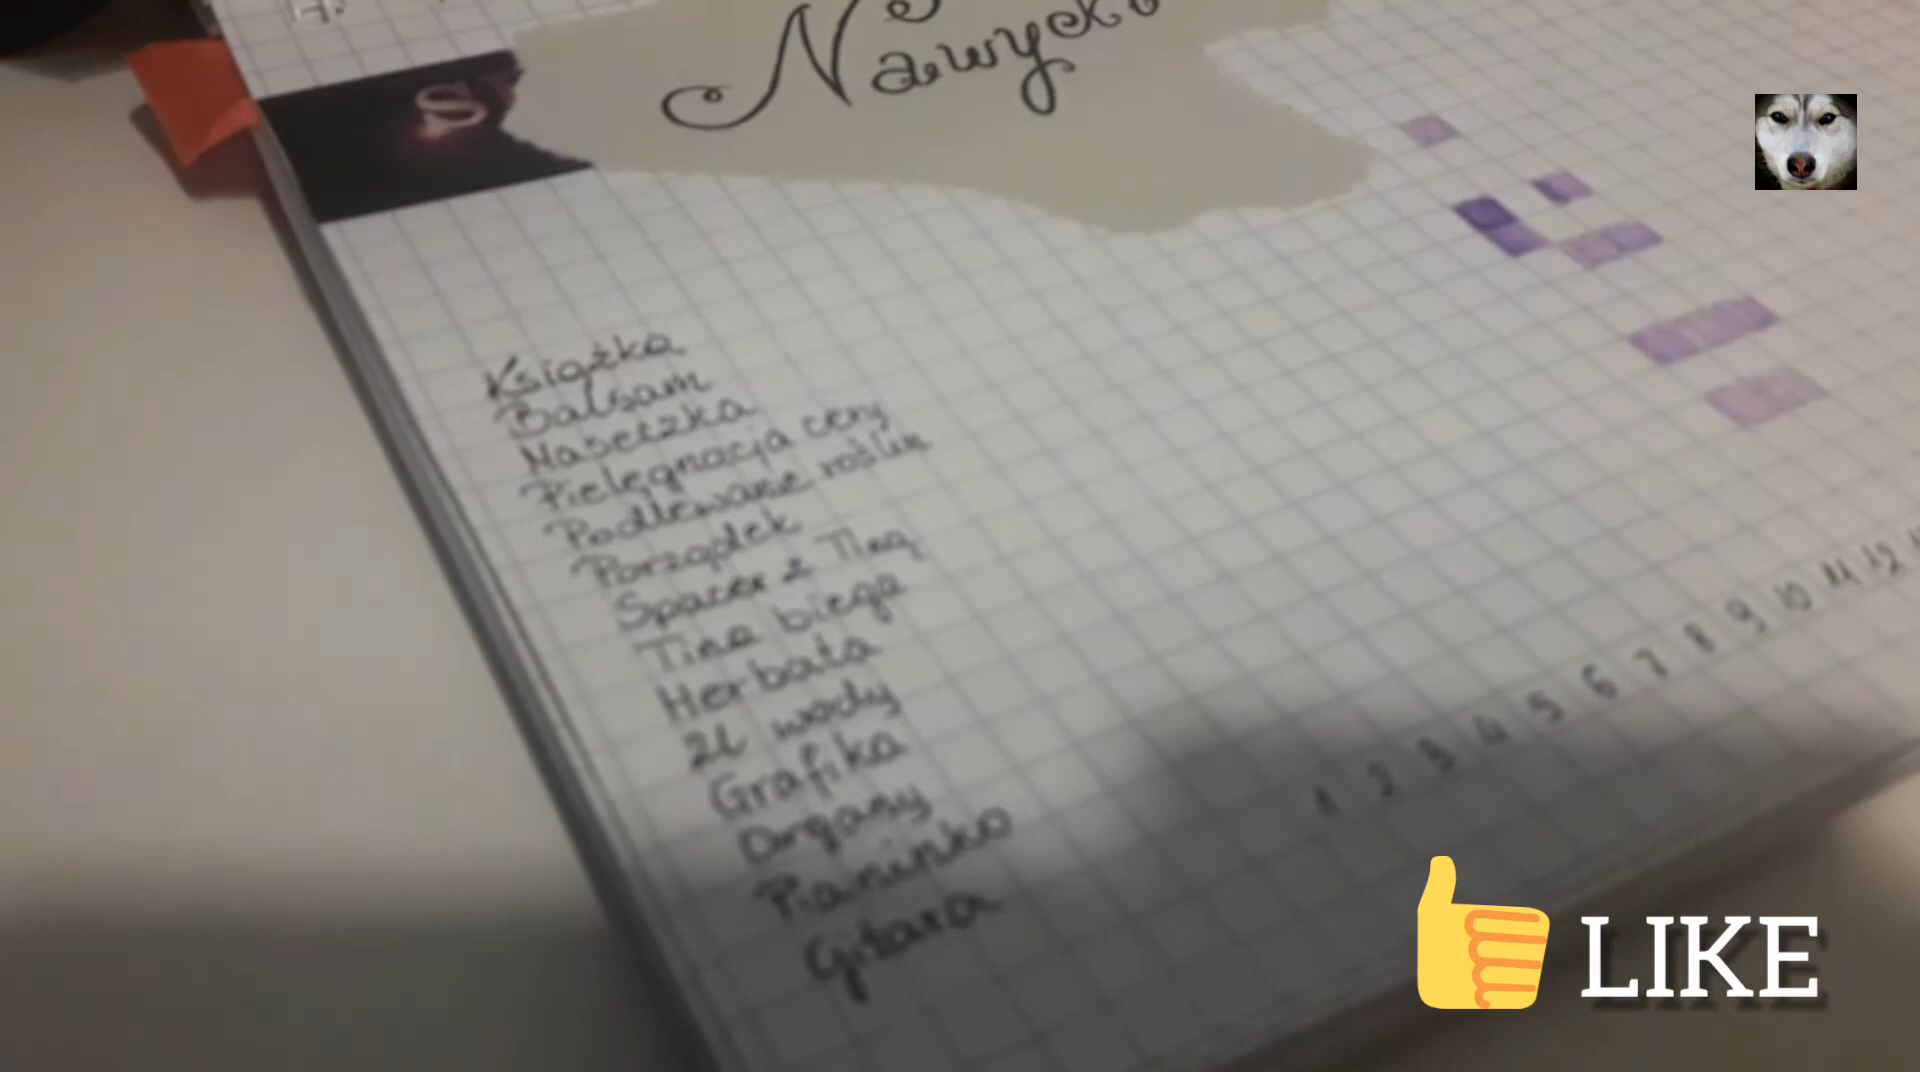 S
Nawyck
Książka
Balsam
Maseczka
Pielęgnacja cery
Podlewanie roślin
Porządek
Spacer z Tiną
Tina biega
Herbata
2l wody
Grafika
Organy
Pianinko
Gitara
1 2 3 4 5 6 7 8 9 10 11 12
LIKE